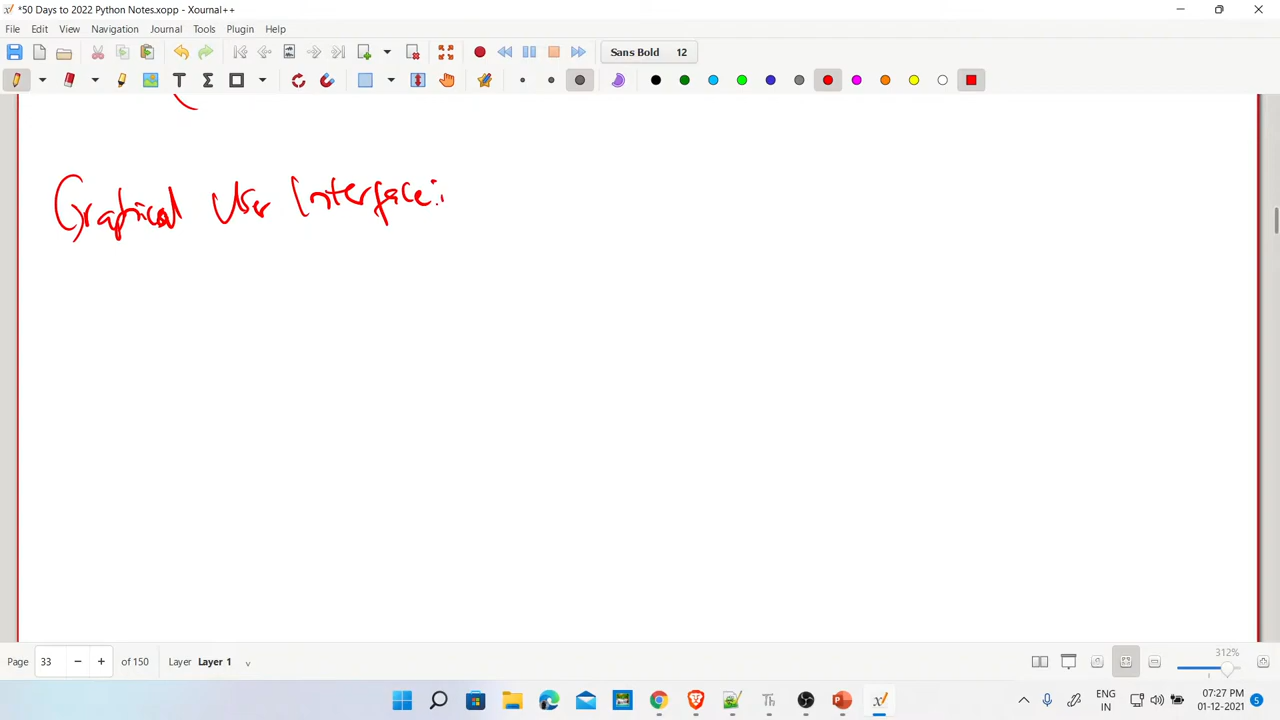 *50 Days to 2022 Python Notes.xopp - Xournal++
File Edit View Navigation Journal Tools Plugin Help
Sans Bold 12
Graphical User Interface:
Page 33 of 150 Layer Layer 1
312%
ENG
IN
07:27 PM
01-12-2021
5